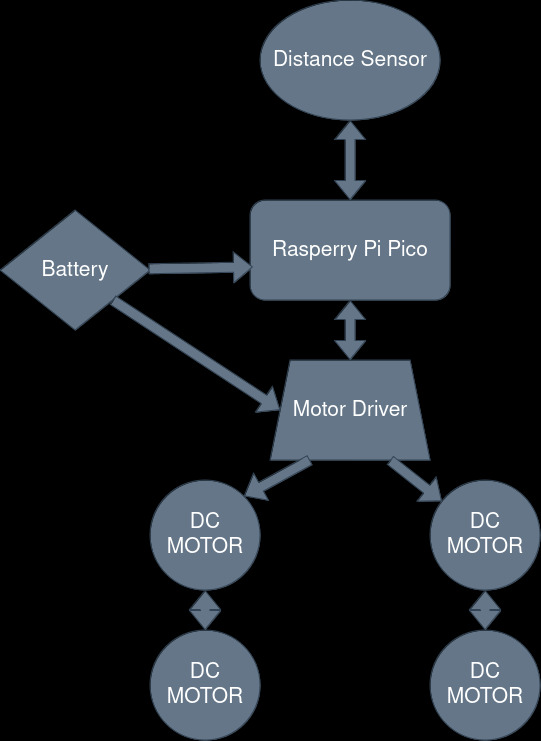 Distance Sensor
Rasperry Pi Pico
Battery
Motor Driver
DC
MOTOR
DC
MOTOR
DC
MOTOR
DC
MOTOR